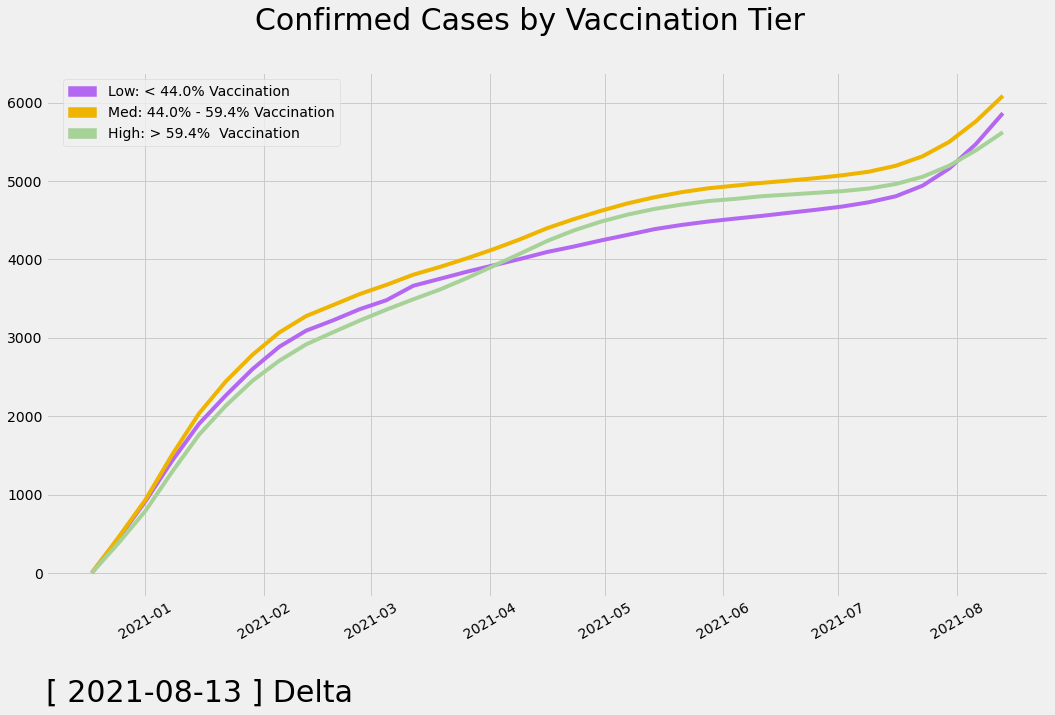 Confirmed Cases by Vaccination Tier
Low: < 44.0% Vaccination
Med: 44.0% - 59.4% Vaccination
High: > 59.4%  Vaccination
6000
5000
4000
3000
2000
1000
0
2021-01 2021-02 2021-03 2021-04 2021-05 2021-06 2021-07 2021-08
[ 2021-08-13 ] Delta